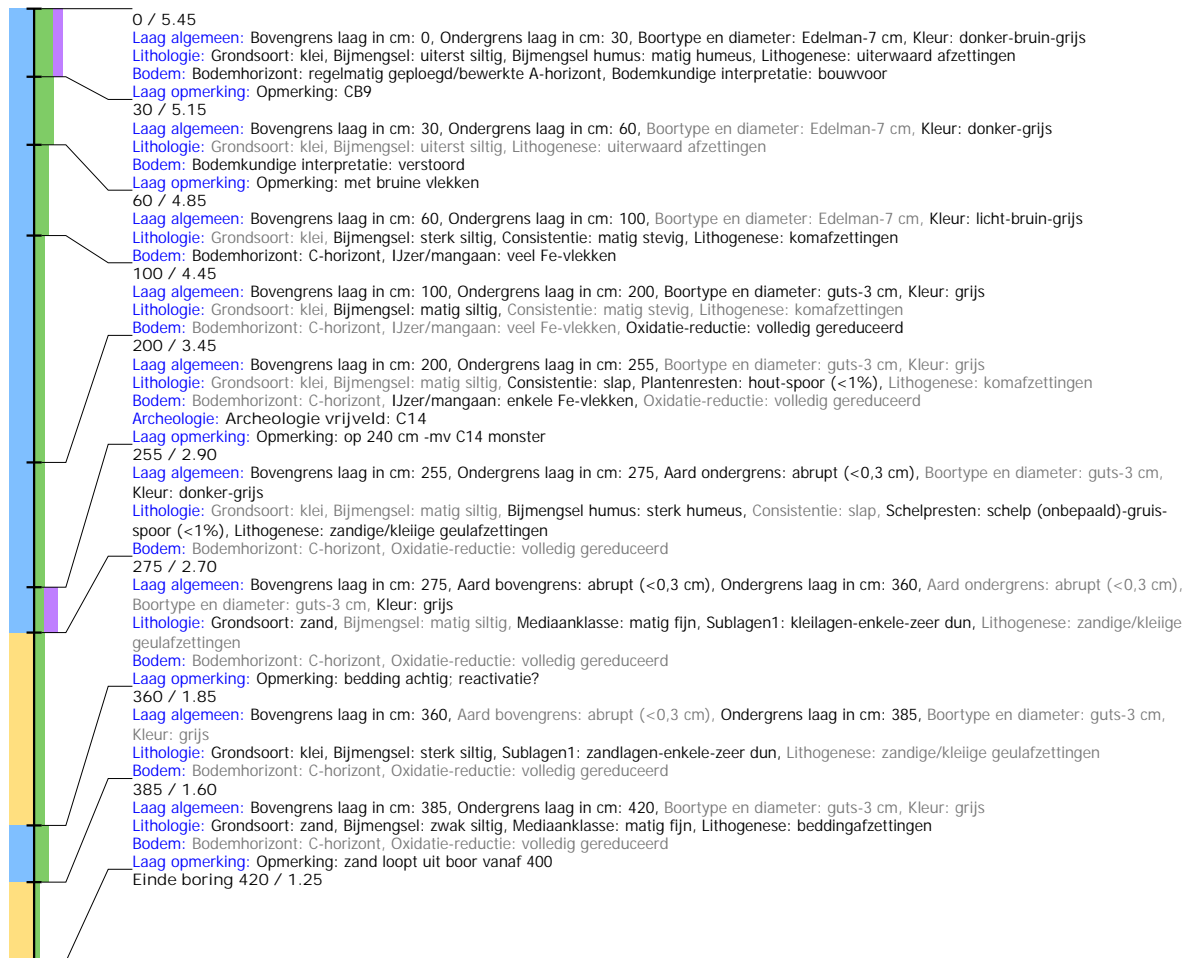 0 / 5.45
Laag algemeen: Bovengrens laag in cm: 0, Ondergrens laag in cm: 30, Boortype en diameter: Edelman-7 cm, Kleur: donker-bruin-grijs
Lithologie: Grondsoort: klei, Bijmengsel: uiterst siltig, Bijmengsel humus: matig humeus, Lithogenese: uiterwaard afzettingen
Bodem: Bodemhorizont: regelmatig geploegd/bewerkte A-horizont, Bodemkundige interpretatie: bouwvoor
Laag opmerking: Opmerking: CB9
30 / 5.15
Laag algemeen: Bovengrens laag in cm: 30, Ondergrens laag in cm: 60, Boortype en diameter: Edelman-7 cm, Kleur: donker-grijs
Lithologie: Grondsoort: klei, Bijmengsel: uiterst siltig, Lithogenese: uiterwaard afzettingen
Bodem: Bodemkundige interpretatie: verstoord
Laag opmerking: Opmerking: met bruine vlekken
60 / 4.85
Laag algemeen: Bovengrens laag in cm: 60, Ondergrens laag in cm: 100, Boortype en diameter: Edelman-7 cm, Kleur: licht-bruin-grijs
Lithologie: Grondsoort: klei, Bijmengsel: sterk siltig, Consistentie: matig stevig, Lithogenese: komafzettingen
Bodem: Bodemhorizont: C-horizont, IJzer/mangaan: veel Fe-vlekken
100 / 4.45
Laag algemeen: Bovengrens laag in cm: 100, Ondergrens laag in cm: 200, Boortype en diameter: guts-3 cm, Kleur: grijs
Lithologie: Grondsoort: klei, Bijmengsel: matig siltig, Consistentie: matig stevig, Lithogenese: komafzettingen
Bodem: Bodemhorizont: C-horizont, IJzer/mangaan: veel Fe-vlekken, Oxidatie-reductie: volledig gereduceerd
200 / 3.45
Laag algemeen: Bovengrens laag in cm: 200, Ondergrens laag in cm: 255, Boortype en diameter: guts-3 cm, Kleur: grijs
Lithologie: Grondsoort: klei, Bijmengsel: matig siltig, Consistentie: slap, Plantenresten: hout-spoor (<1%), Lithogenese: komafzettingen
Bodem: Bodemhorizont: C-horizont, IJzer/mangaan: enkele Fe-vlekken, Oxidatie-reductie: volledig gereduceerd
Archeologie: Archeologie vrijveld: C14
Laag opmerking: Opmerking: op 240 cm -mv C14 monster
255 / 2.90
Laag algemeen: Bovengrens laag in cm: 255, Ondergrens laag in cm: 275, Aard ondergrens: abrupt (<0,3 cm), Boortype en diameter: guts-3 cm,
Kleur: donker-grijs
Lithologie: Grondsoort: klei, Bijmengsel: matig siltig, Bijmengsel humus: sterk humeus, Consistentie: slap, Schelpresten: schelp (onbepaald)-gruis-
spoor (<1%), Lithogenese: zandige/kleiige geulafzettingen
Bodem: Bodemhorizont: C-horizont, Oxidatie-reductie: volledig gereduceerd
275 / 2.70
Laag algemeen: Bovengrens laag in cm: 275, Aard bovengrens: abrupt (<0,3 cm), Ondergrens laag in cm: 360, Aard ondergrens: abrupt (<0,3 cm),
Boortype en diameter: guts-3 cm, Kleur: grijs
Lithologie: Grondsoort: zand, Bijmengsel: matig siltig, Mediaanklasse: matig fijn, Sublagen1: kleilagen-enkele-zeer dun, Lithogenese: zandige/kleiige
geulafzettingen
Bodem: Bodemhorizont: C-horizont, Oxidatie-reductie: volledig gereduceerd
Laag opmerking: Opmerking: bedding achtig; reactivatie?
360 / 1.85
Laag algemeen: Bovengrens laag in cm: 360, Aard bovengrens: abrupt (<0,3 cm), Ondergrens laag in cm: 385, Boortype en diameter: guts-3 cm,
Kleur: grijs
Lithologie: Grondsoort: klei, Bijmengsel: sterk siltig, Sublagen1: zandlagen-enkele-zeer dun, Lithogenese: zandige/kleiige geulafzettingen
Bodem: Bodemhorizont: C-horizont, Oxidatie-reductie: volledig gereduceerd
385 / 1.60
Laag algemeen: Bovengrens laag in cm: 385, Ondergrens laag in cm: 420, Boortype en diameter: guts-3 cm, Kleur: grijs
Lithologie: Grondsoort: zand, Bijmengsel: zwak siltig, Mediaanklasse: matig fijn, Lithogenese: beddingafzettingen
Bodem: Bodemhorizont: C-horizont, Oxidatie-reductie: volledig gereduceerd
Laag opmerking: Opmerking: zand loopt uit boor vanaf 400
Einde boring 420 / 1.25